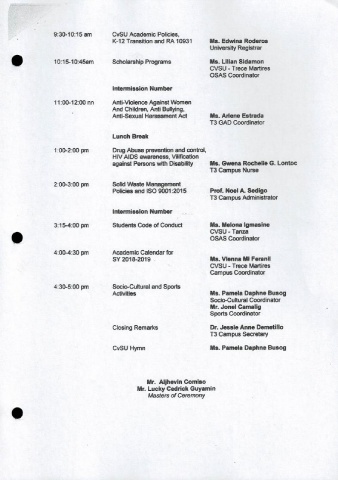 9:30-10:15 am CvSU Academic Policies,
K-12 Transition and RA 10931 Ms. Edwina Roderos
University Registrar
10:15-10:45am Scholarship Programs Ms. Lilian Sidamon
CVSU - Trece Martires
OSAS Coordinator
Intermission Number
11:00-12:00 nn Anti-Violence Against Women
And Children, Anti Bullying,
Anti-Sexual Harassment Act Ms. Arlene Estrada
T3 GAD Coordinator
Lunch Break
1:00-2:00 pm Drug Abuse prevention and control,
HIV AIDS awareness, Vilification
against Persons with Disability Ms. Gwena Rochelle G. Lontoc
T3 Campus Nurse
2:00-3:00 pm Solid Waste Management
Policies and ISO 9001:2015 Prof. Noel A. Sedigo
T3 Campus Administrator
Intermission Number
3:15-4:00 pm Students Code of Conduct Ms. Melona Igmasine
CVSU - Tanza
OSAS Coordinator
4:00-4:30 pm Academic Calendar for
SY 2018-2019 Ms. Vienna Mi Feranil
CVSU - Trece Martires
Campus Coordinator
4:30-5:00 pm Socio-Cultural and Sports
Activities Ms. Pamela Daphne Busog
Socio-Cultural Coordinator
Mr. Jonel Camalig
Sports Coordinator
Closing Remarks Dr. Jessie Anne Demetillo
T3 Campus Secretary
CvSU Hymn Ms. Pamela Daphne Busog
Mr. Aljhevin Comiso
Mr. Lucky Cedrick Guyamin
Masters of Ceremony